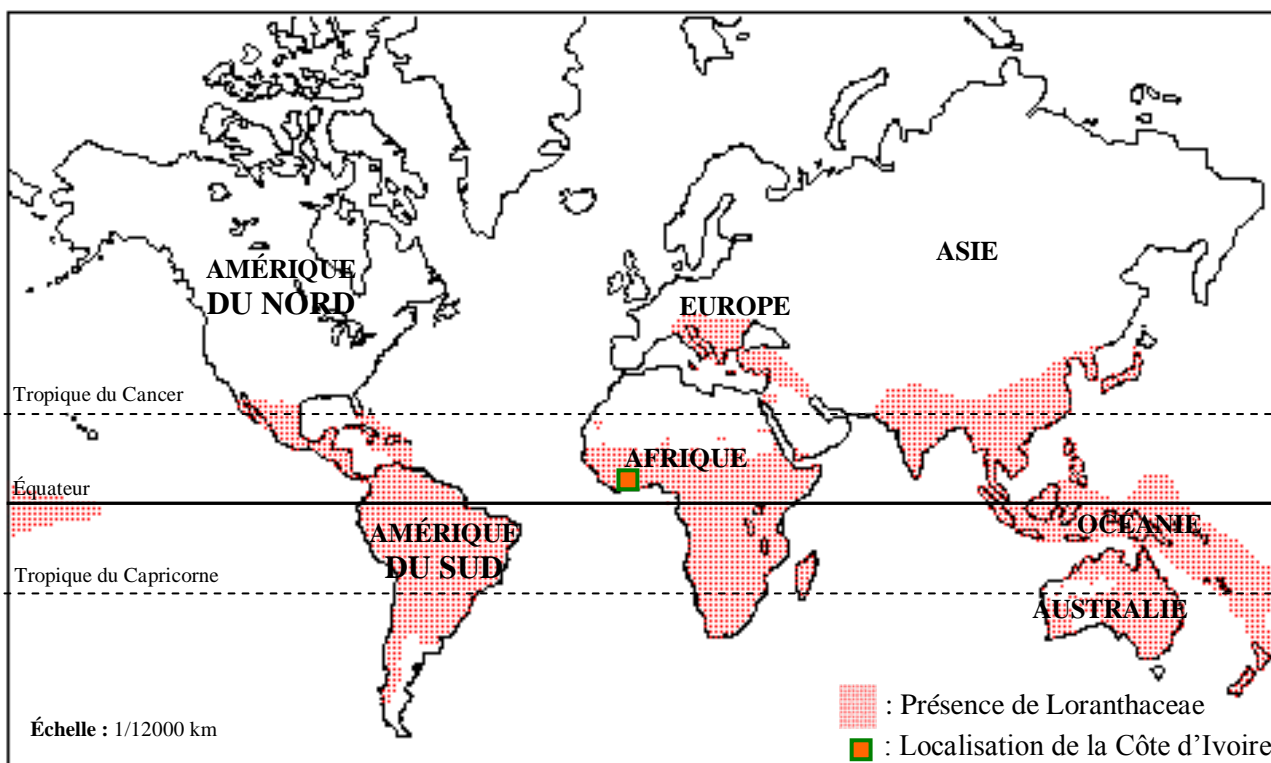 AMÉRIQUE
DU NORD
ASIE
EUROPE
Tropique du Cancer
AFRIQUE
Équateur
AMÉRIQUE
DU SUD
OCÉANIE
Tropique du Capricorne
AUSTRALIE
: Présence de Loranthaceae
Échelle : 1/12000 km
: Localisation de la Côte d’Ivoire